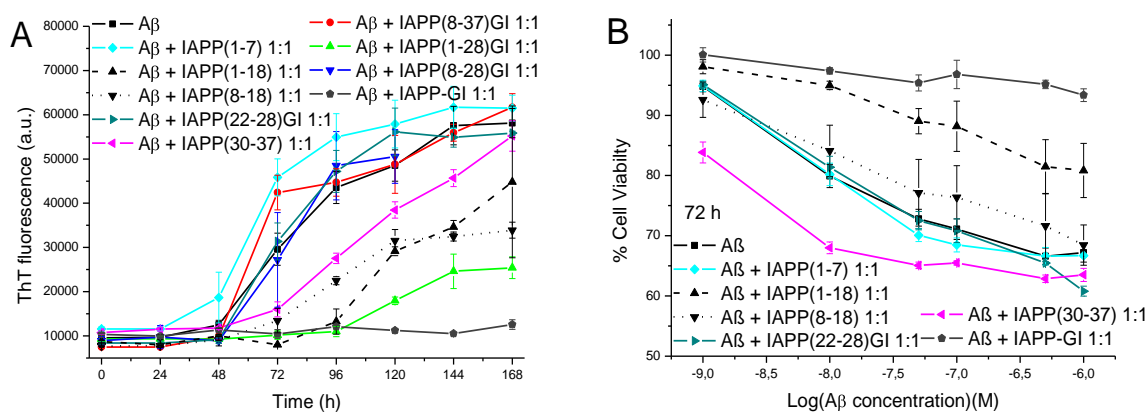 A
Aβ
Aβ + IAPP(1-7) 1:1
Aβ + IAPP(1-18) 1:1
Aβ + IAPP(8-18) 1:1
Aβ + IAPP(22-28)GI 1:1
Aβ + IAPP(30-37) 1:1
Aβ + IAPP(8-37)GI 1:1
Aβ + IAPP(1-28)GI 1:1
Aβ + IAPP(8-28)GI 1:1
Aβ + IAPP-GI 1:1
ThT fluorescence (a.u.)
80000
70000
60000
50000
40000
30000
20000
10000
0 24 48 72 96 120 144 168
Time (h)
B
% Cell Viability
100
90
80
70
60
50
72 h
Aß
Aß + IAPP(1-7) 1:1
Aß + IAPP(1-18) 1:1
Aß + IAPP(8-18) 1:1
Aß + IAPP(22-28)GI 1:1
Aß + IAPP(30-37) 1:1
Aß + IAPP-GI 1:1
-9,0 -8,5 -8,0 -7,5 -7,0 -6,5 -6,0
Log(Aβ concentration)(M)